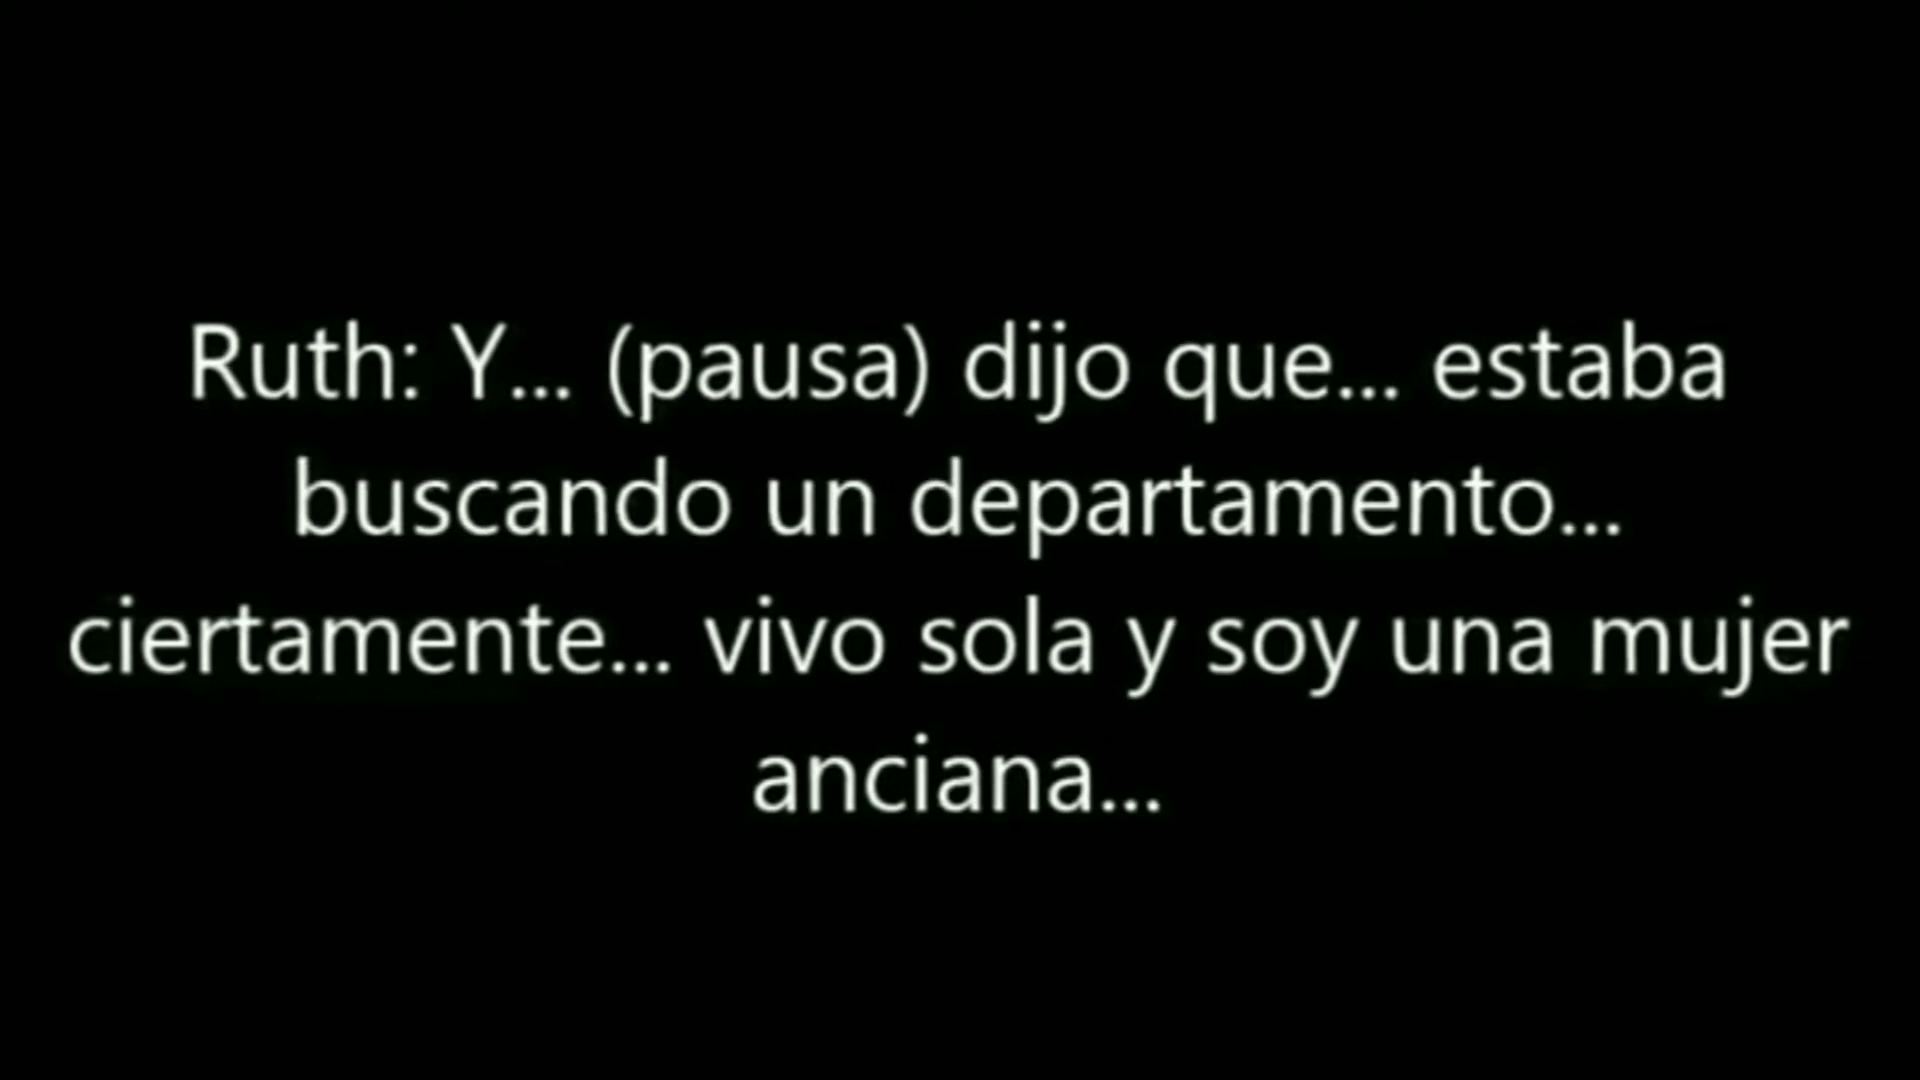 Ruth: Y... (pausa) dijo que... estaba
buscando un departamento...
ciertamente... vivo sola y soy una mujer
anciana...